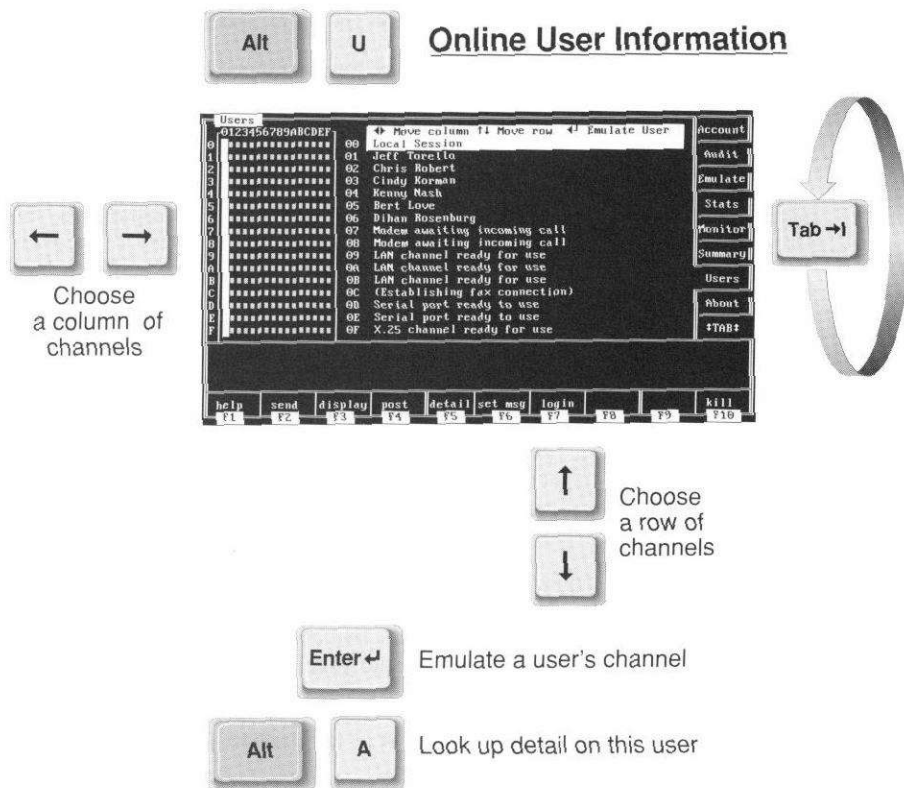 Alt U Online User Information
Users
0123456789ABCDEF
◄► Move column ↑↓ Move row ↵ Emulate User
0 00 Local Session
1 01 Jeff Torello
2 02 Chris Robert
3 03 Cindy Korman
4 04 Kenny Nash
5 05 Bert Love
6 06 Dihan Rosenburg
7 07 Modem awaiting incoming call
8 08 Modem awaiting incoming call
9 09 LAN channel ready for use
A 0A LAN channel ready for use
B 0B LAN channel ready for use
C 0C (Establishing fax connection)
D 0D Serial port ready to use
E 0E Serial port ready to use
F 0F X.25 channel ready for use
Account
Audit
Emulate
Stats
Monitor
Summary
Users
About
↕TAB↕
help send display post detail set msg login kill
F1 F2 F3 F4 F5 F6 F7 F8 F9 F10
← →
Choose
a column of
channels
Tab →I
↑
↓
Choose
a row of
channels
Enter ↵ Emulate a user's channel
Alt A Look up detail on this user